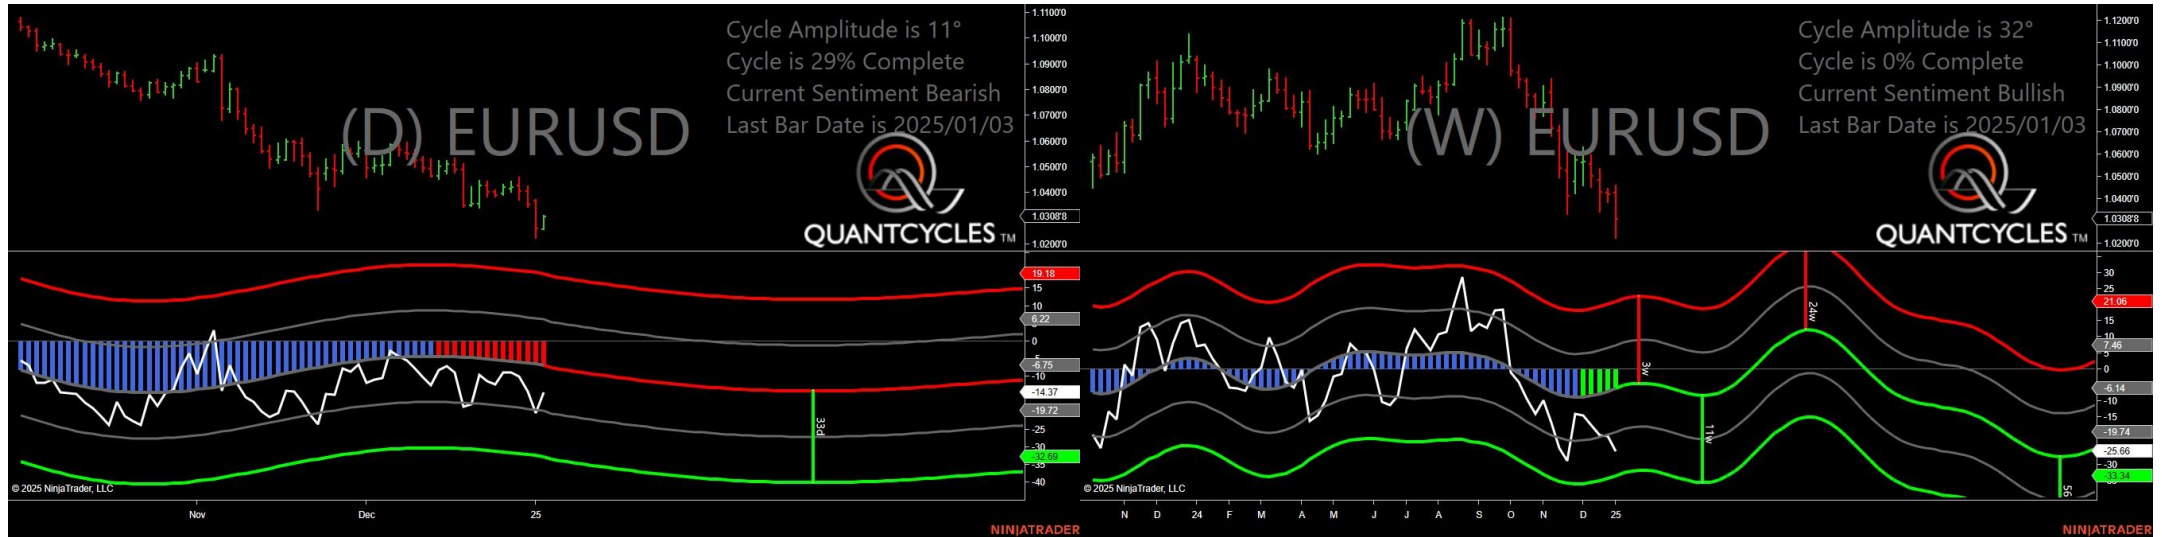 Cycle Amplitude is 11°
Cycle is 29% Complete
Current Sentiment Bearish
Last Bar Date is 2025/01/03
(D) EURUSD
QUANTCYCLES TM
1.1100'0
1.1000'0
1.0900'0
1.0800'0
1.0700'0
1.0600'0
1.0500'0
1.0400'0
1.0308'8
1.0200'0
19.18
15
10
6.22
0
-5
-6.75
-10
-14.37
-19.72
-25
-30
-32.69
-35
-40
33d
© 2025 NinjaTrader, LLC
Nov Dec 25
NINJATRADER
Cycle Amplitude is 32°
Cycle is 0% Complete
Current Sentiment Bullish
Last Bar Date is 2025/01/03
(W) EURUSD
QUANTCYCLES TM
1.1200'0
1.1100'0
1.1000'0
1.0900'0
1.0800'0
1.0700'0
1.0600'0
1.0500'0
1.0400'0
1.0308'8
1.0200'0
30
25
21.06
15
10
7.46
5
0
-6.14
-10
-15
-19.74
-25.66
-30
-33.34
3w
11w
24w
56
© 2025 NinjaTrader, LLC
N D 24 F M A M J J A S O N D 25
NINJATRADER